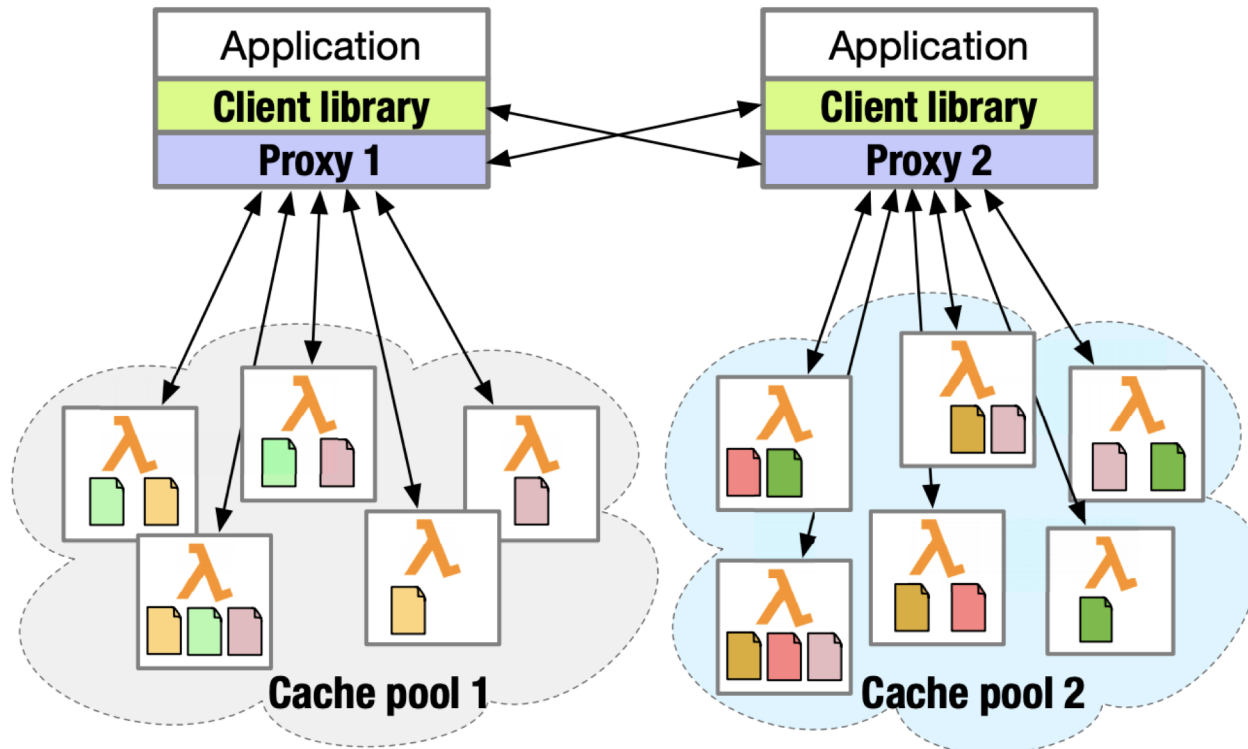 Application
Client library
Proxy 1
Application
Client library
Proxy 2
λ
λ
λ
λ
λ
λ
λ
λ
λ
λ
λ
Cache pool 1
Cache pool 2